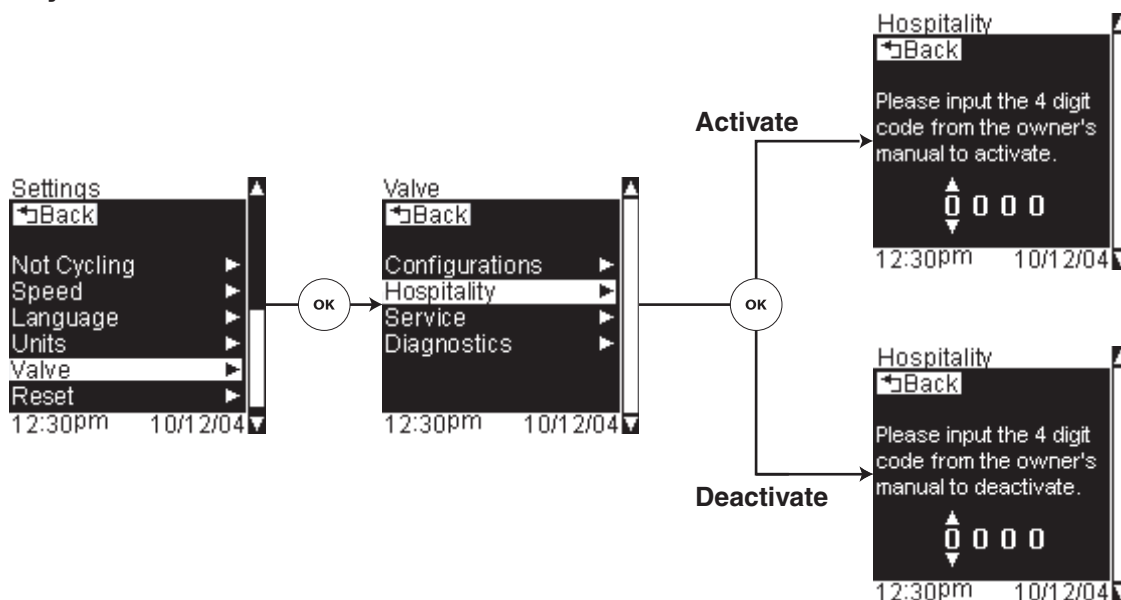 Settings
Back
Not Cycling
Speed
Language
Units
Valve
Reset
12:30pm 10/12/04
OK
Valve
Back
Configurations
Hospitality
Service
Diagnostics
12:30pm 10/12/04
OK
Activate
Hospitality
Back
Please input the 4 digit
code from the owner's
manual to activate.
0 0 0 0
12:30pm 10/12/04
Deactivate
Hospitality
Back
Please input the 4 digit
code from the owner's
manual to deactivate.
0 0 0 0
12:30pm 10/12/04